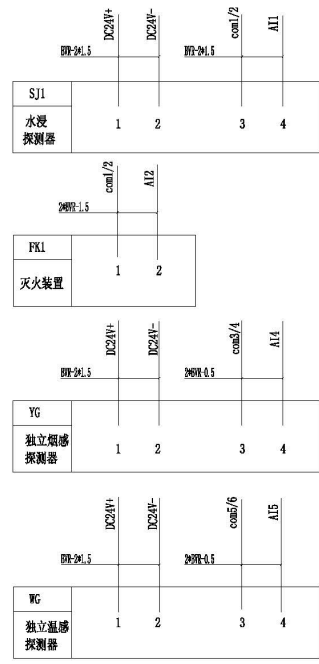 DC24V+ DC24V- com1/2 AI1
BVR-2*1.5 BVR-2*1.5
SJ1
水浸
探测器
1 2 3 4
com1/2 AI2
2*BVR-1.5
FK1
灭火装置
1 2
DC24V+ DC24V- com3/4 AI4
BVR-2*1.5 2*BVR-0.5
YG
独立烟感
探测器
1 2 3 4
DC24V+ DC24V- com5/6 AI5
BVR-2*1.5 2*BVR-0.5
WG
独立温感
探测器
1 2 3 4